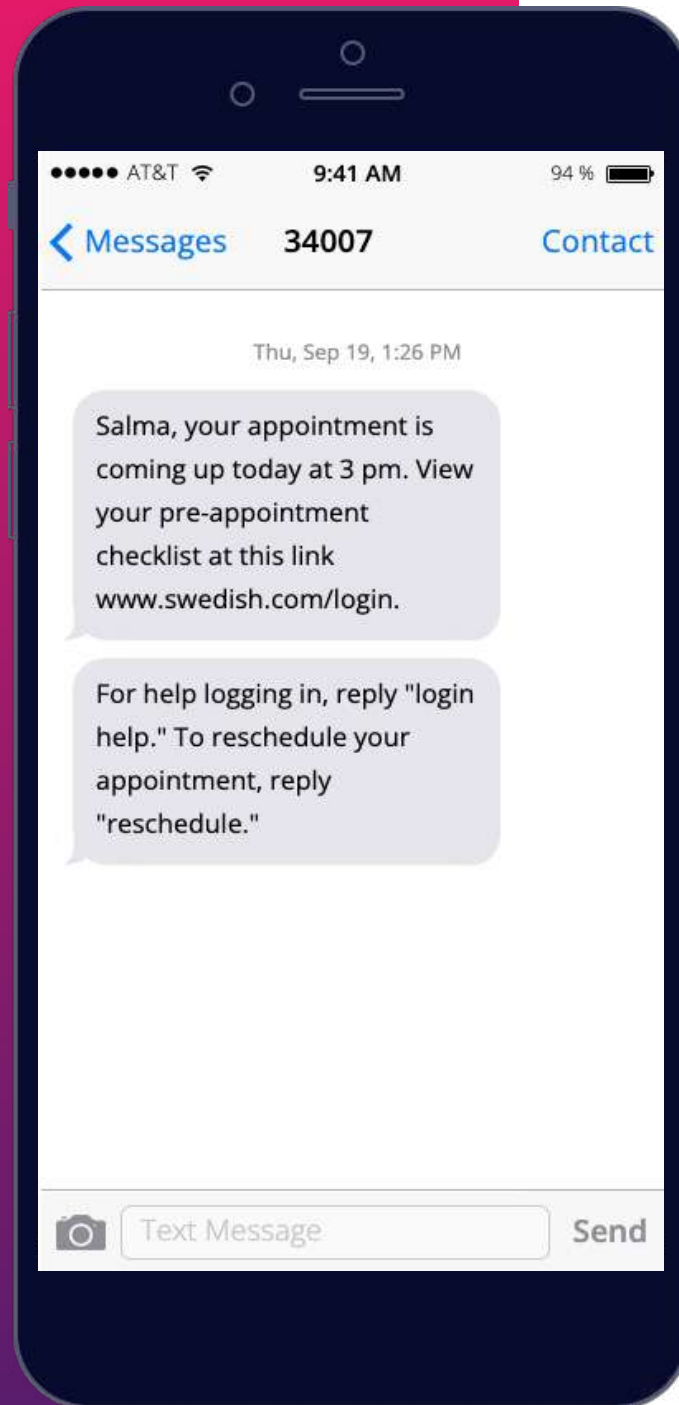 AT&T 9:41 AM 94 %
Messages 34007 Contact
Thu, Sep 19, 1:26 PM
Salma, your appointment is
coming up today at 3 pm. View
your pre-appointment
checklist at this link
www.swedish.com/login.
For help logging in, reply "login
help." To reschedule your
appointment, reply
"reschedule."
Text Message Send